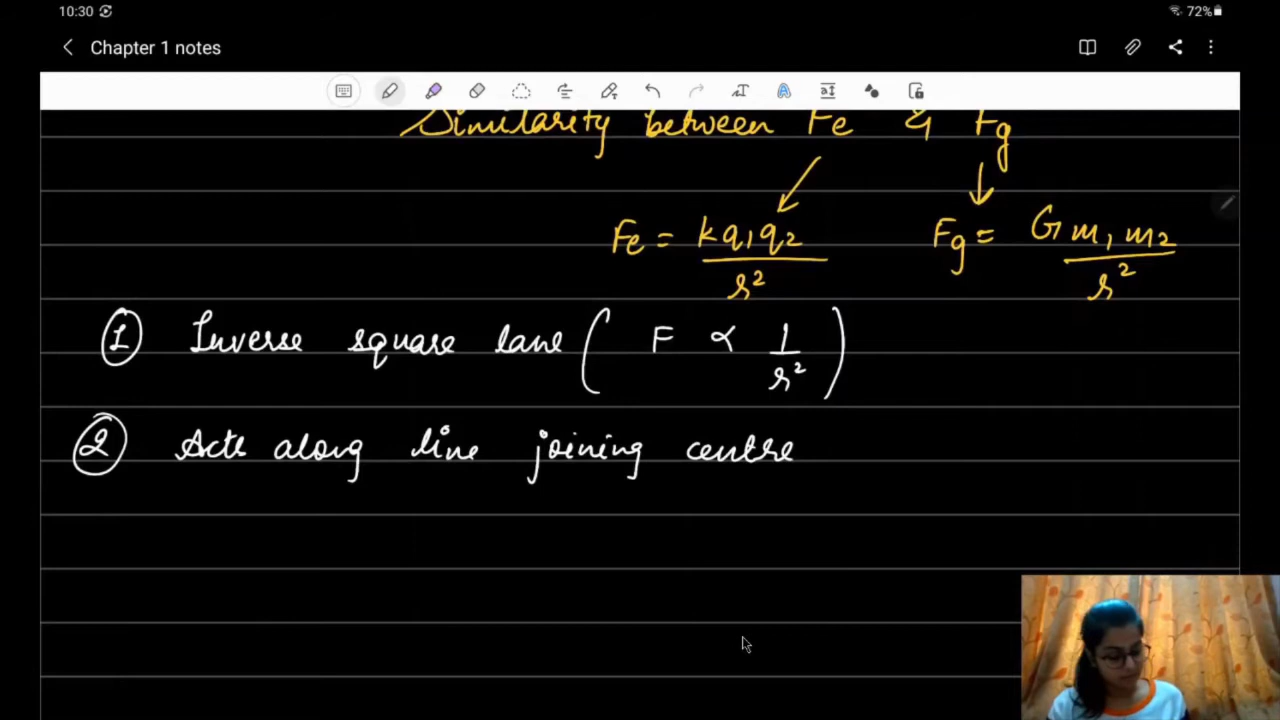 10:30 72%
Chapter 1 notes
Similarity between Fe & Fg
Fe = kq₁q₂/r² Fg = Gm₁m₂/r²
① Inverse square lane ( F ∝ 1/r² )
② Acts along line joining centre